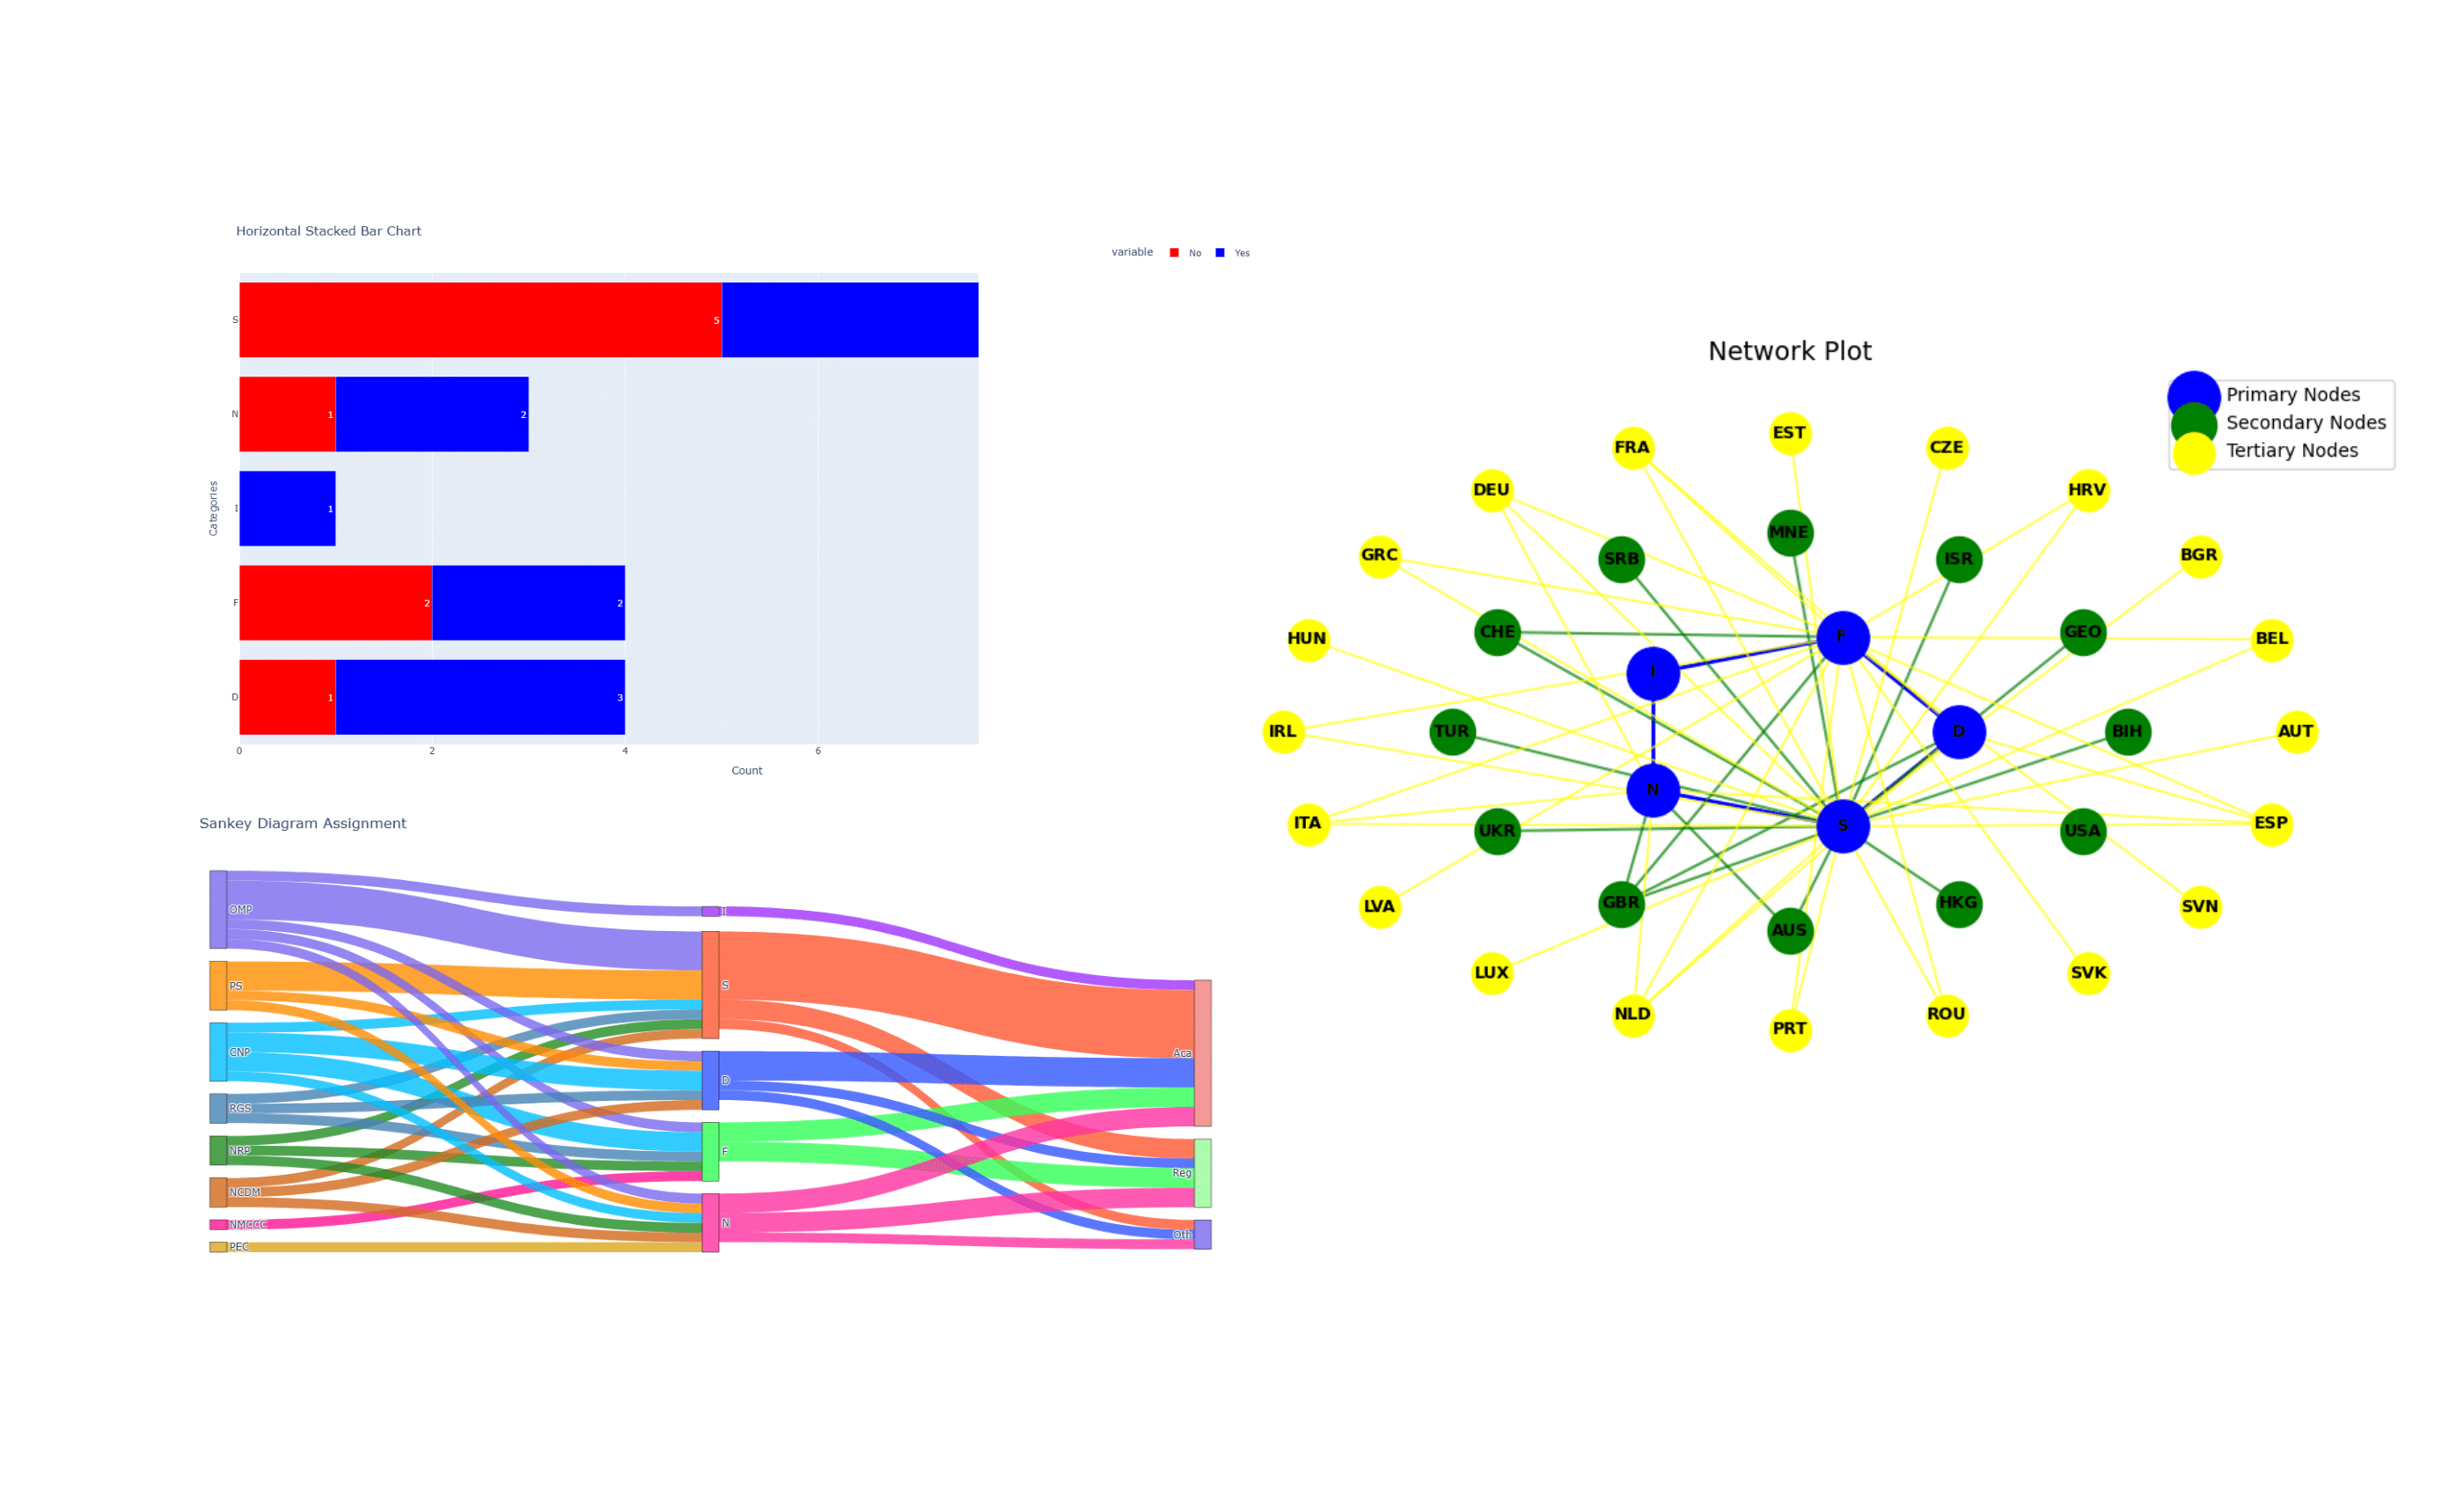 Horizontal Stacked Bar Chart
variable No Yes
S 5
N 1 2
I 1
F 2 2
D 1 3
Categories
0 2 4 6
Count
Sankey Diagram Assignment
OMP
PS
CNP
RGS
NRP
NCDM
NMCCC
PEC
I
S
D
F
N
Aca
Reg
Oth
Network Plot
Primary Nodes
Secondary Nodes
Tertiary Nodes
EST
FRA CZE
DEU HRV
MNE
GRC SRB ISR BGR
CHE F GEO
HUN BEL
I
IRL TUR D BIH AUT
N
ITA UKR S USA ESP
LVA GBR HKG SVN
AUS
LUX SVK
NLD ROU
PRT